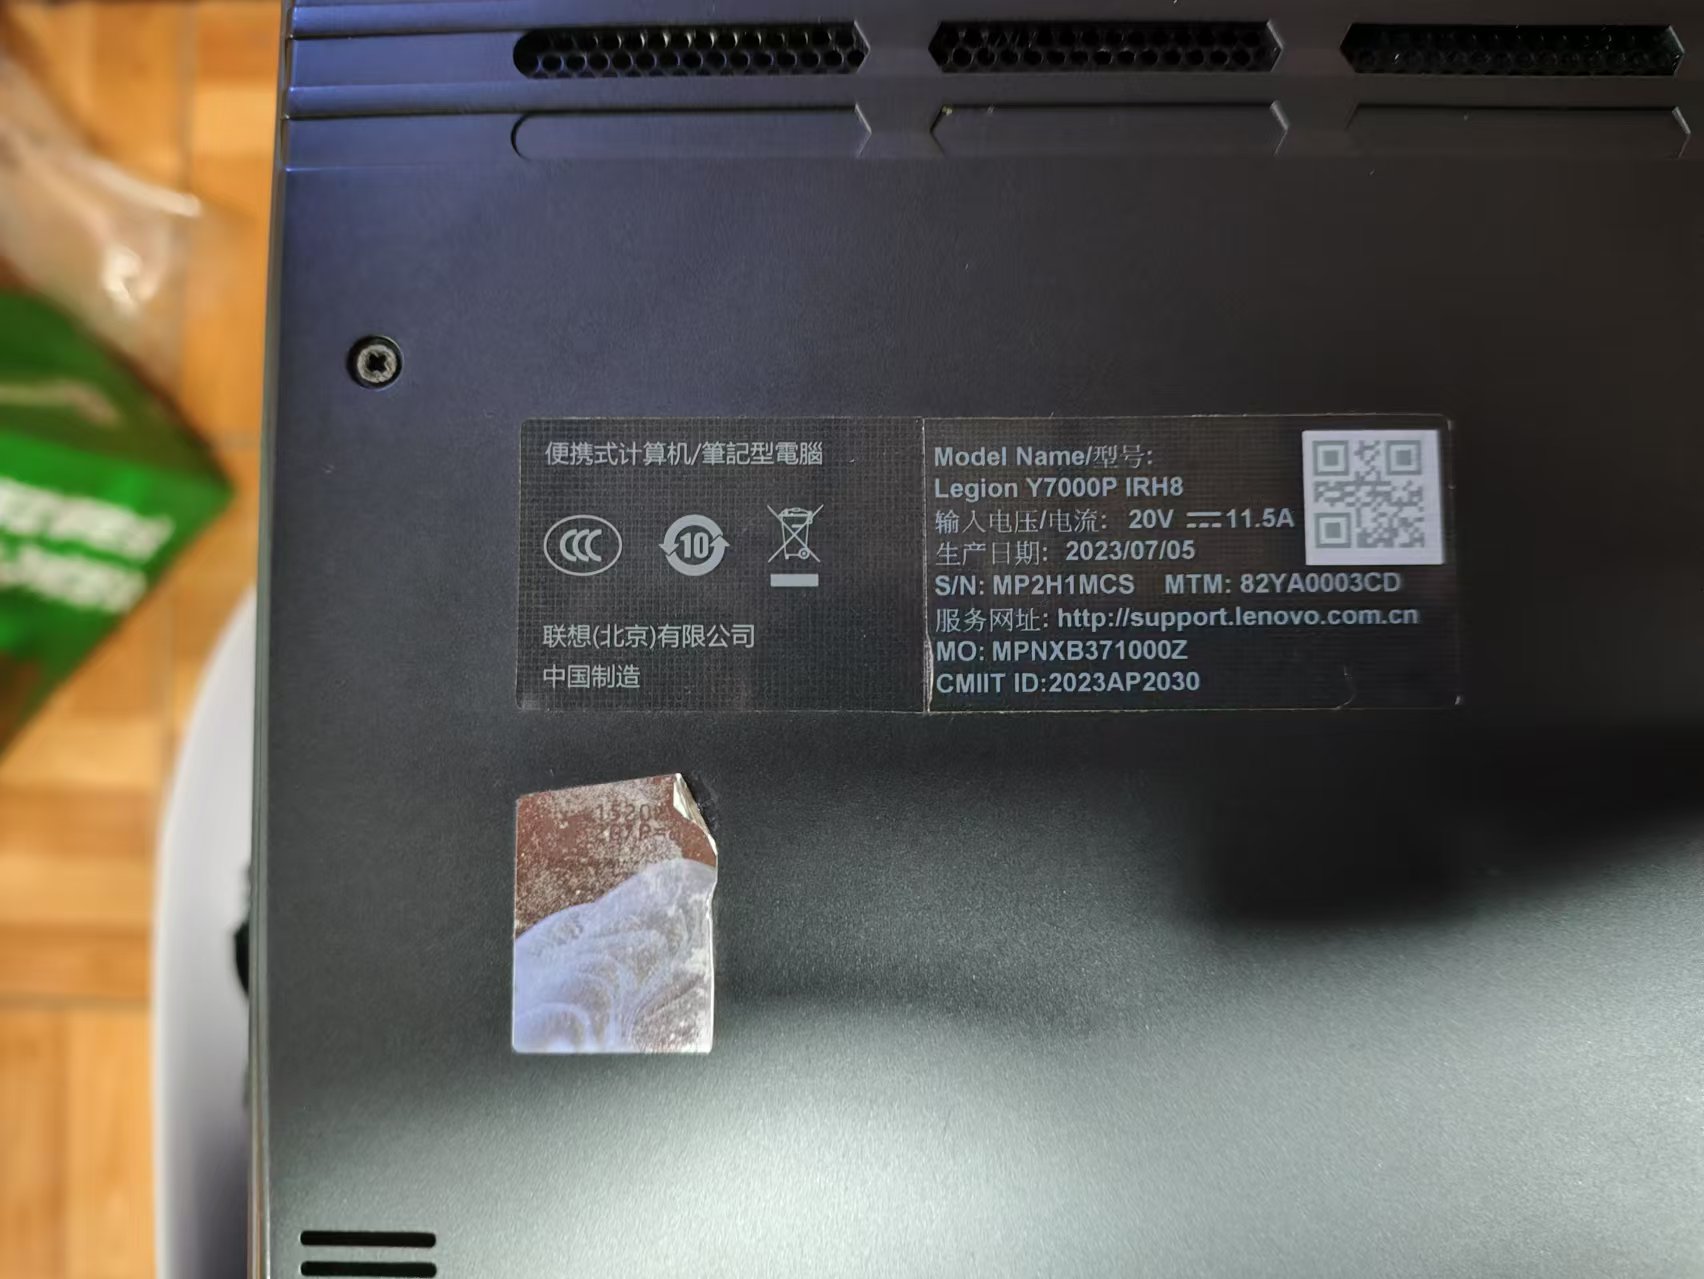 便携式计算机/筆記型電腦
CCC
10
联想(北京)有限公司
中国制造
Model Name/型号:
Legion Y7000P IRH8
输入电压/电流: 20V ⎓ 11.5A
生产日期: 2023/07/05
S/N: MP2H1MCS MTM: 82YA0003CD
服务网址: http://support.lenovo.com.cn
MO: MPNXB371000Z
CMIIT ID:2023AP2030